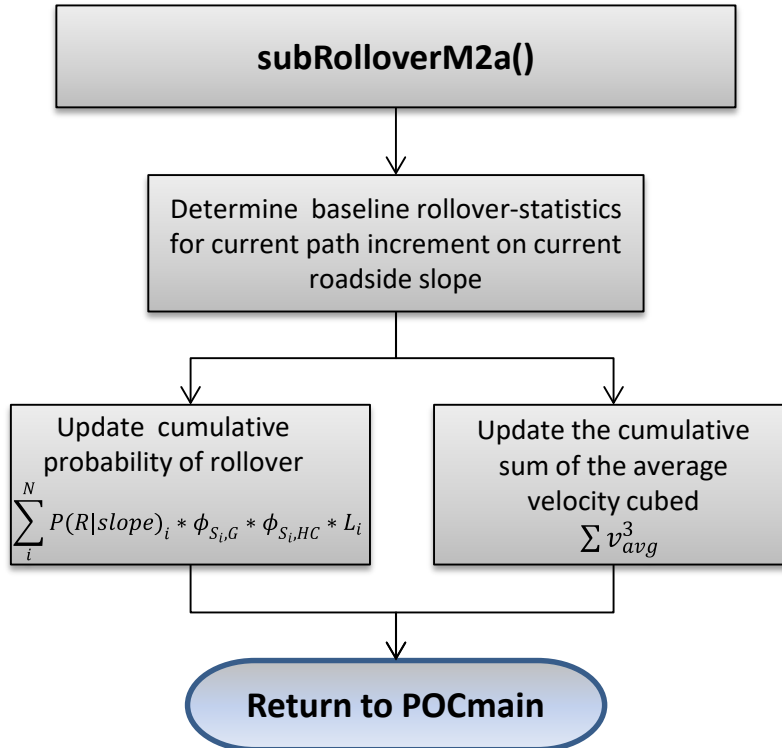 subRolloverM2a()
Determine baseline rollover-statistics
for current path increment on current
roadside slope
Update cumulative
probability of rollover
∑_i^N P(R|slope)_i * ϕ_{S_i,G} * ϕ_{S_i,HC} * L_i
Update the cumulative
sum of the average
velocity cubed
∑ v_{avg}^3
Return to POCmain